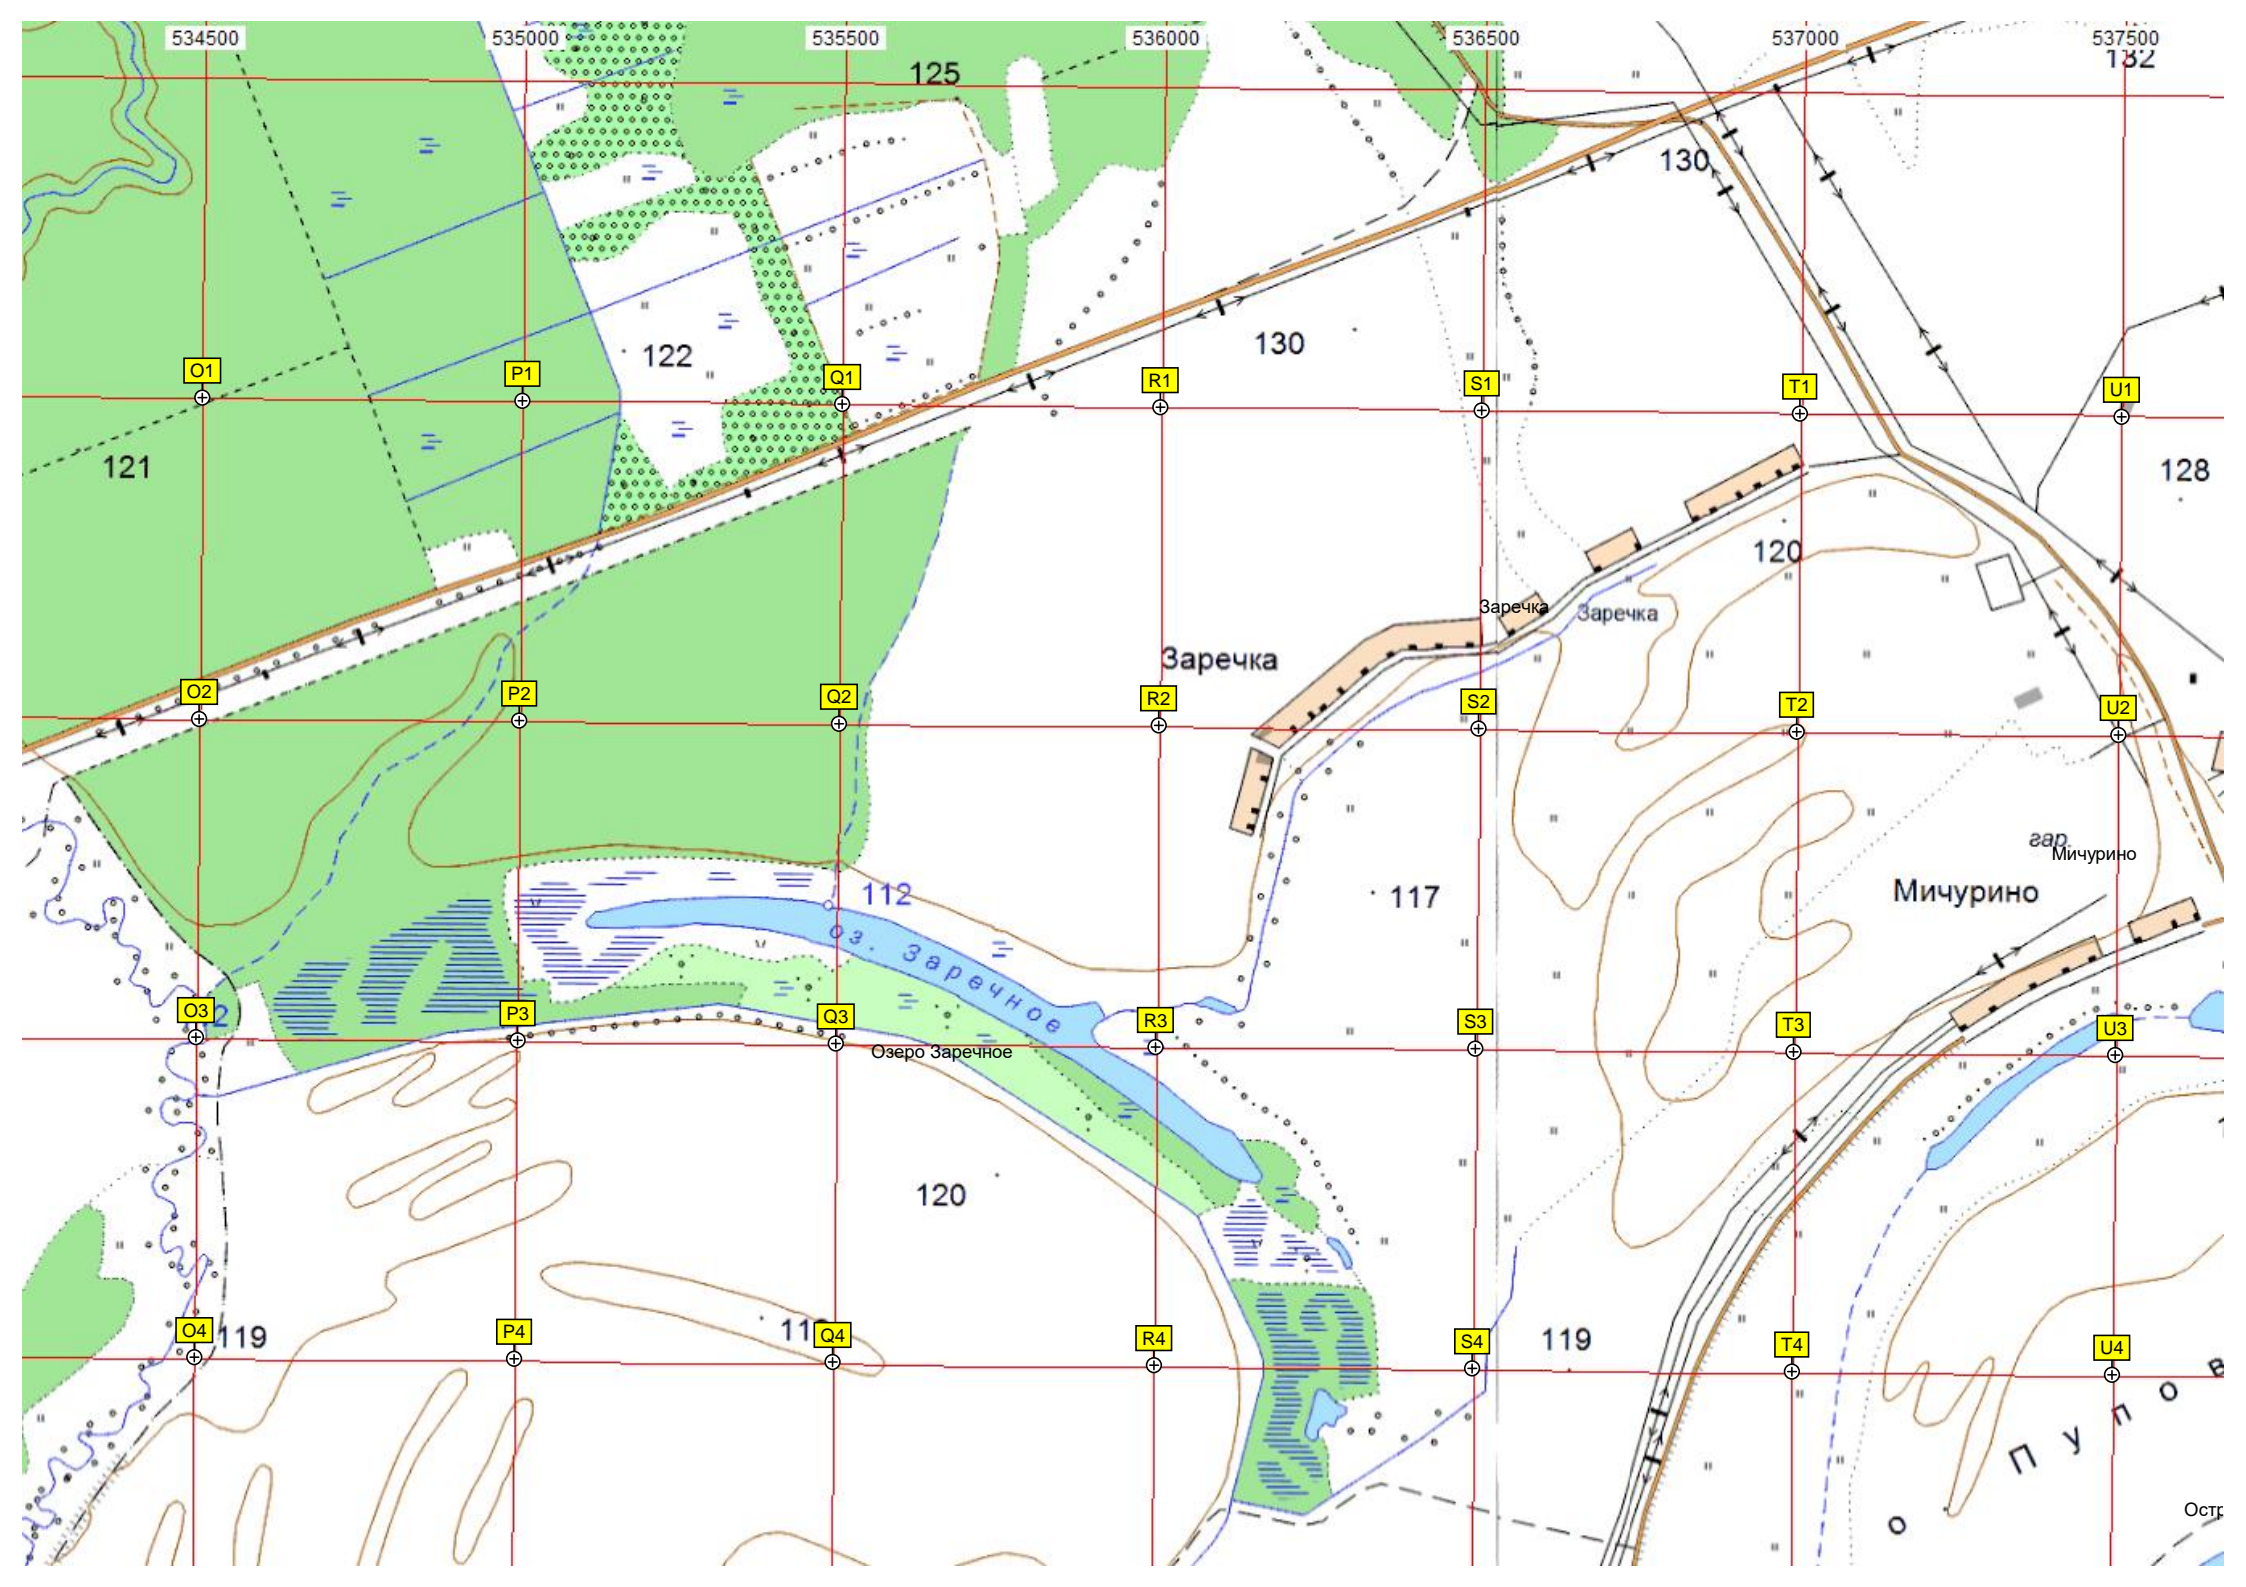 534500 535000 535500 536000 536500 537000 537500
132
125
130
130
122
O1 P1 Q1 R1 S1 T1 U1
121
128
120
Заречка
Заречка
Заречка
O2 P2 Q2 R2 S2 T2 U2
гар.
Мичурино
112
117
Мичурино
оз. Заречное
O3 P3 Q3 R3 S3 T3 U3
2
Озеро Заречное
120
119
11
119
O4 P4 Q4 R4 S4 T4 U4
о Пупов
Остр